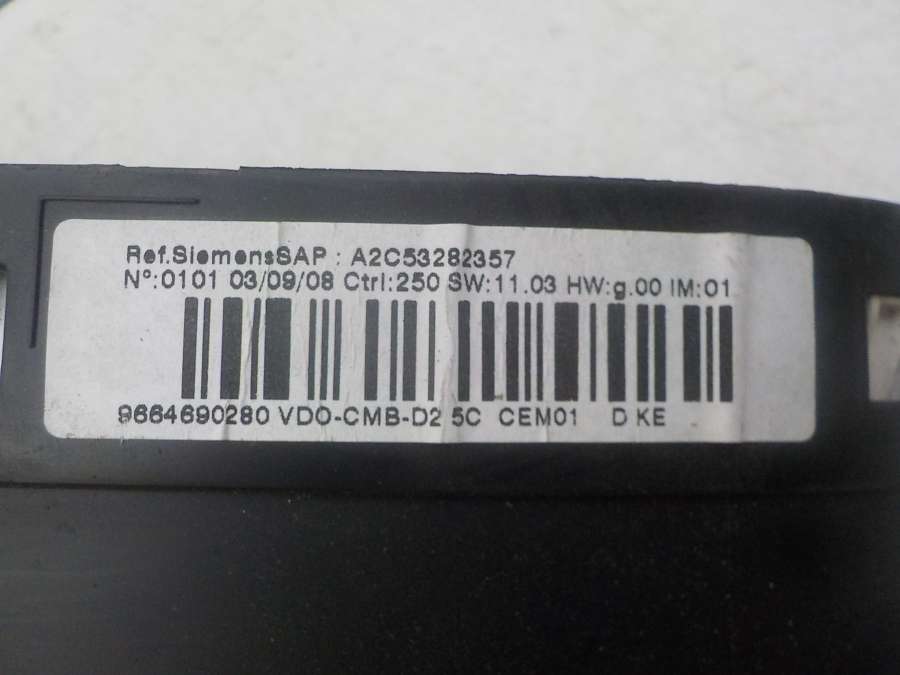 Ref.SiemensSAP : A2C53282357
N°:0101 03/09/08 Ctrl:250 SW:11.03 HW:g.00 IM:01
9664690280 VDO-CMB-D2 5C CEM01 D KE